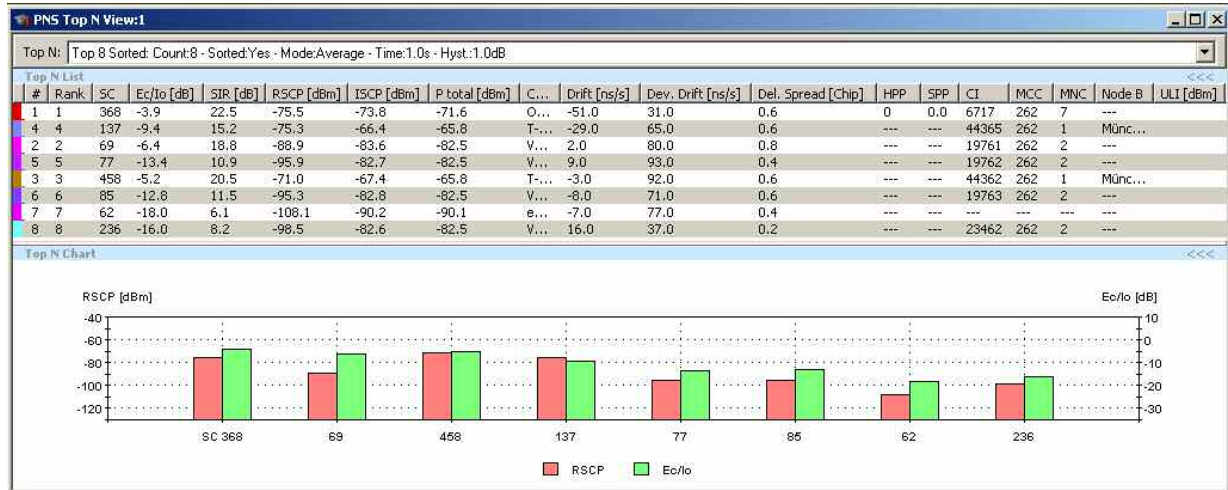 PNS Top N View:1
Top N: Top 8 Sorted: Count:8 - Sorted:Yes - Mode:Average - Time:1.0s - Hyst.:1.0dB
Top N List <<<
# Rank SC Ec/Io [dB] SIR [dB] RSCP [dBm] ISCP [dBm] P total [dBm] C... Drift [ns/s] Dev. Drift [ns/s] Del. Spread [Chip] HPP SPP CI MCC MNC Node B ULI [dBm]
1 1 368 -3.9 22.5 -75.5 -73.8 -71.6 O... -51.0 31.0 0.6 0 0.0 6717 262 7 ---
4 4 137 -9.4 15.2 -75.3 -66.4 -65.8 T-... -29.0 65.0 0.6 --- --- 44365 262 1 Münc...
2 2 69 -6.4 18.8 -88.9 -83.6 -82.5 V... 2.0 80.0 0.8 --- --- 19761 262 2 ---
5 5 77 -13.4 10.9 -95.9 -82.7 -82.5 V... 9.0 93.0 0.4 --- --- 19762 262 2 ---
3 3 458 -5.2 20.5 -71.0 -67.4 -65.8 T-... -3.0 92.0 0.6 --- --- 44362 262 1 Münc...
6 6 85 -12.8 11.5 -95.3 -82.8 -82.5 V... -8.0 71.0 0.6 --- --- 19763 262 2 ---
7 7 62 -18.0 6.1 -108.1 -90.2 -90.1 e... -7.0 77.0 0.4 --- --- --- --- --- ---
8 8 236 -16.0 8.2 -98.5 -82.6 -82.5 V... 16.0 37.0 0.2 --- --- 23462 262 2 ---
Top N Chart <<<
RSCP [dBm] Ec/Io [dB]
-40 10
-60 0
-80 -10
-100 -20
-120 -30
SC 368 69 458 137 77 85 62 236
RSCP Ec/Io